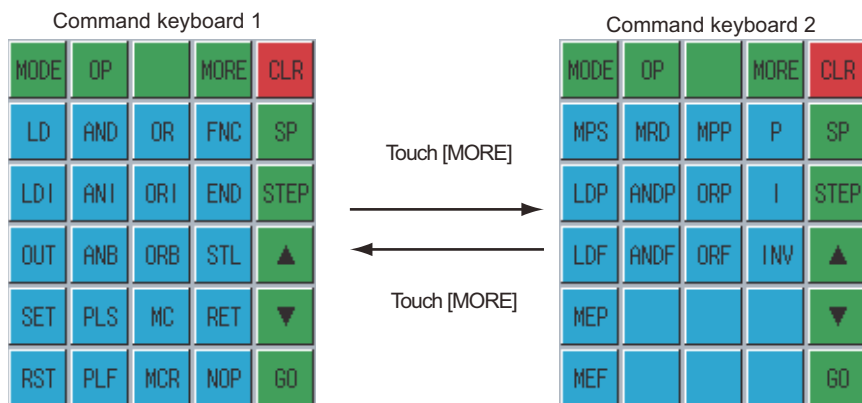 Command keyboard 1
MODE OP MORE CLR
LD AND OR FNC SP
LDI ANI ORI END STEP
OUT ANB ORB STL ▲
SET PLS MC RET ▼
RST PLF MCR NOP GO
Touch [MORE]
Touch [MORE]
Command keyboard 2
MODE OP MORE CLR
MPS MRD MPP P SP
LDP ANDP ORP I STEP
LDF ANDF ORF INV ▲
MEP ▼
MEF GO